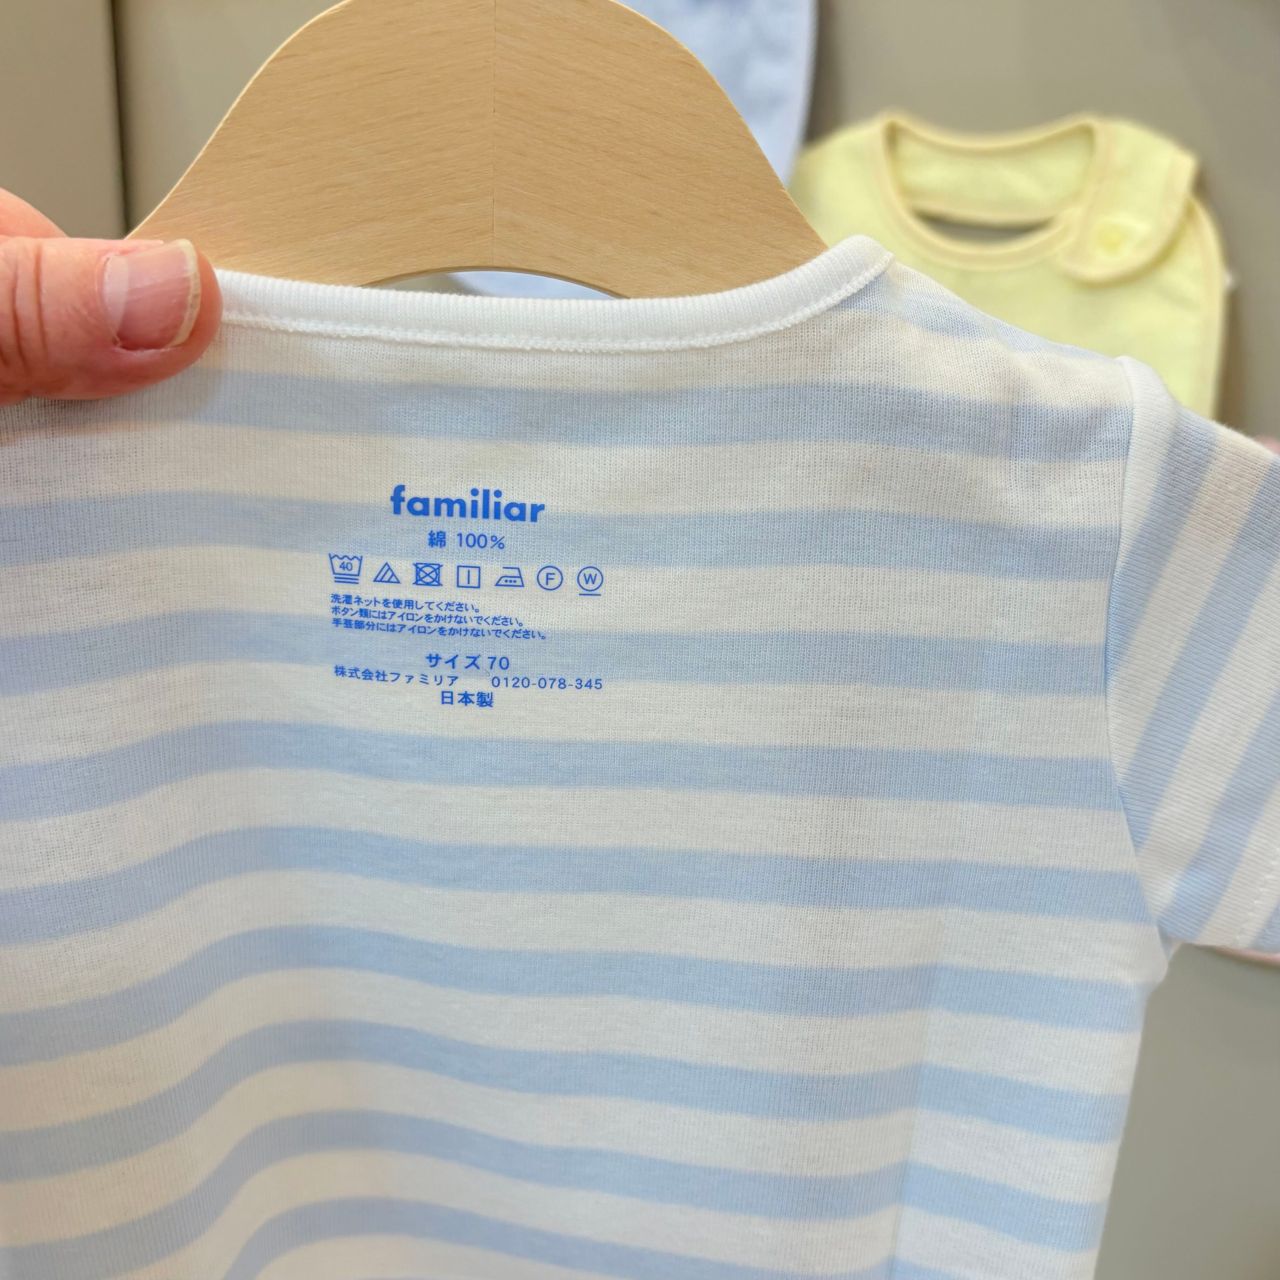 familiar
綿 100%
40 F W
洗濯ネットを使用してください。
ボタン類にはアイロンをかけないでください。
手芸部分にはアイロンをかけないでください。
サイズ 70
株式会社ファミリア 0120-078-345
日本製